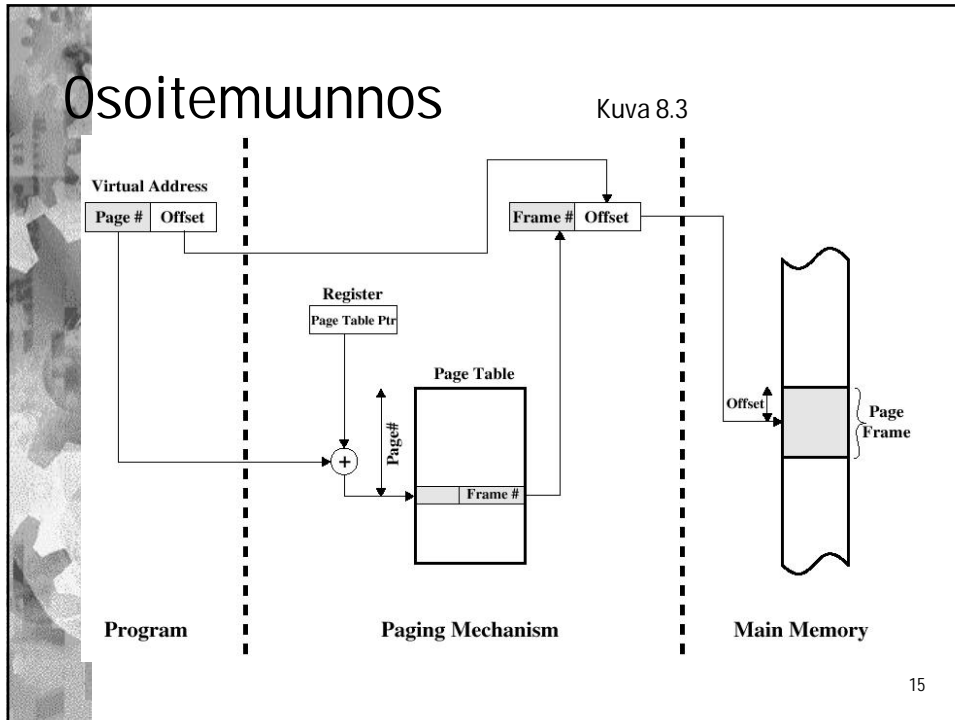 Osoitemuunnos
Kuva 8.3
Virtual Address
Page # Offset
Frame # Offset
Register
Page Table Ptr
Page Table
Page#
+
Frame #
Offset
Page
Frame
Program
Paging Mechanism
Main Memory
15